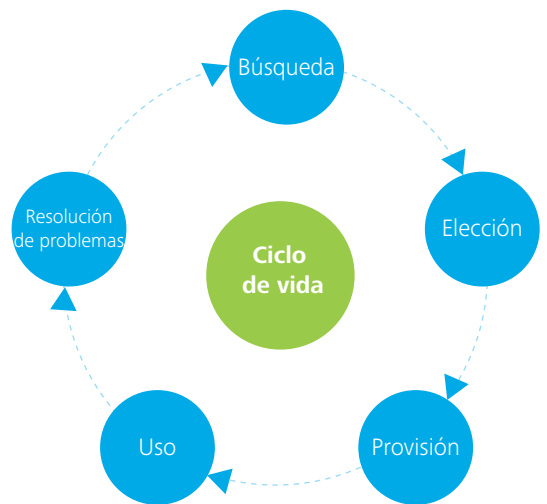 Búsqueda
Elección
Provisión
Uso
Resolución
de problemas
Ciclo
de vida